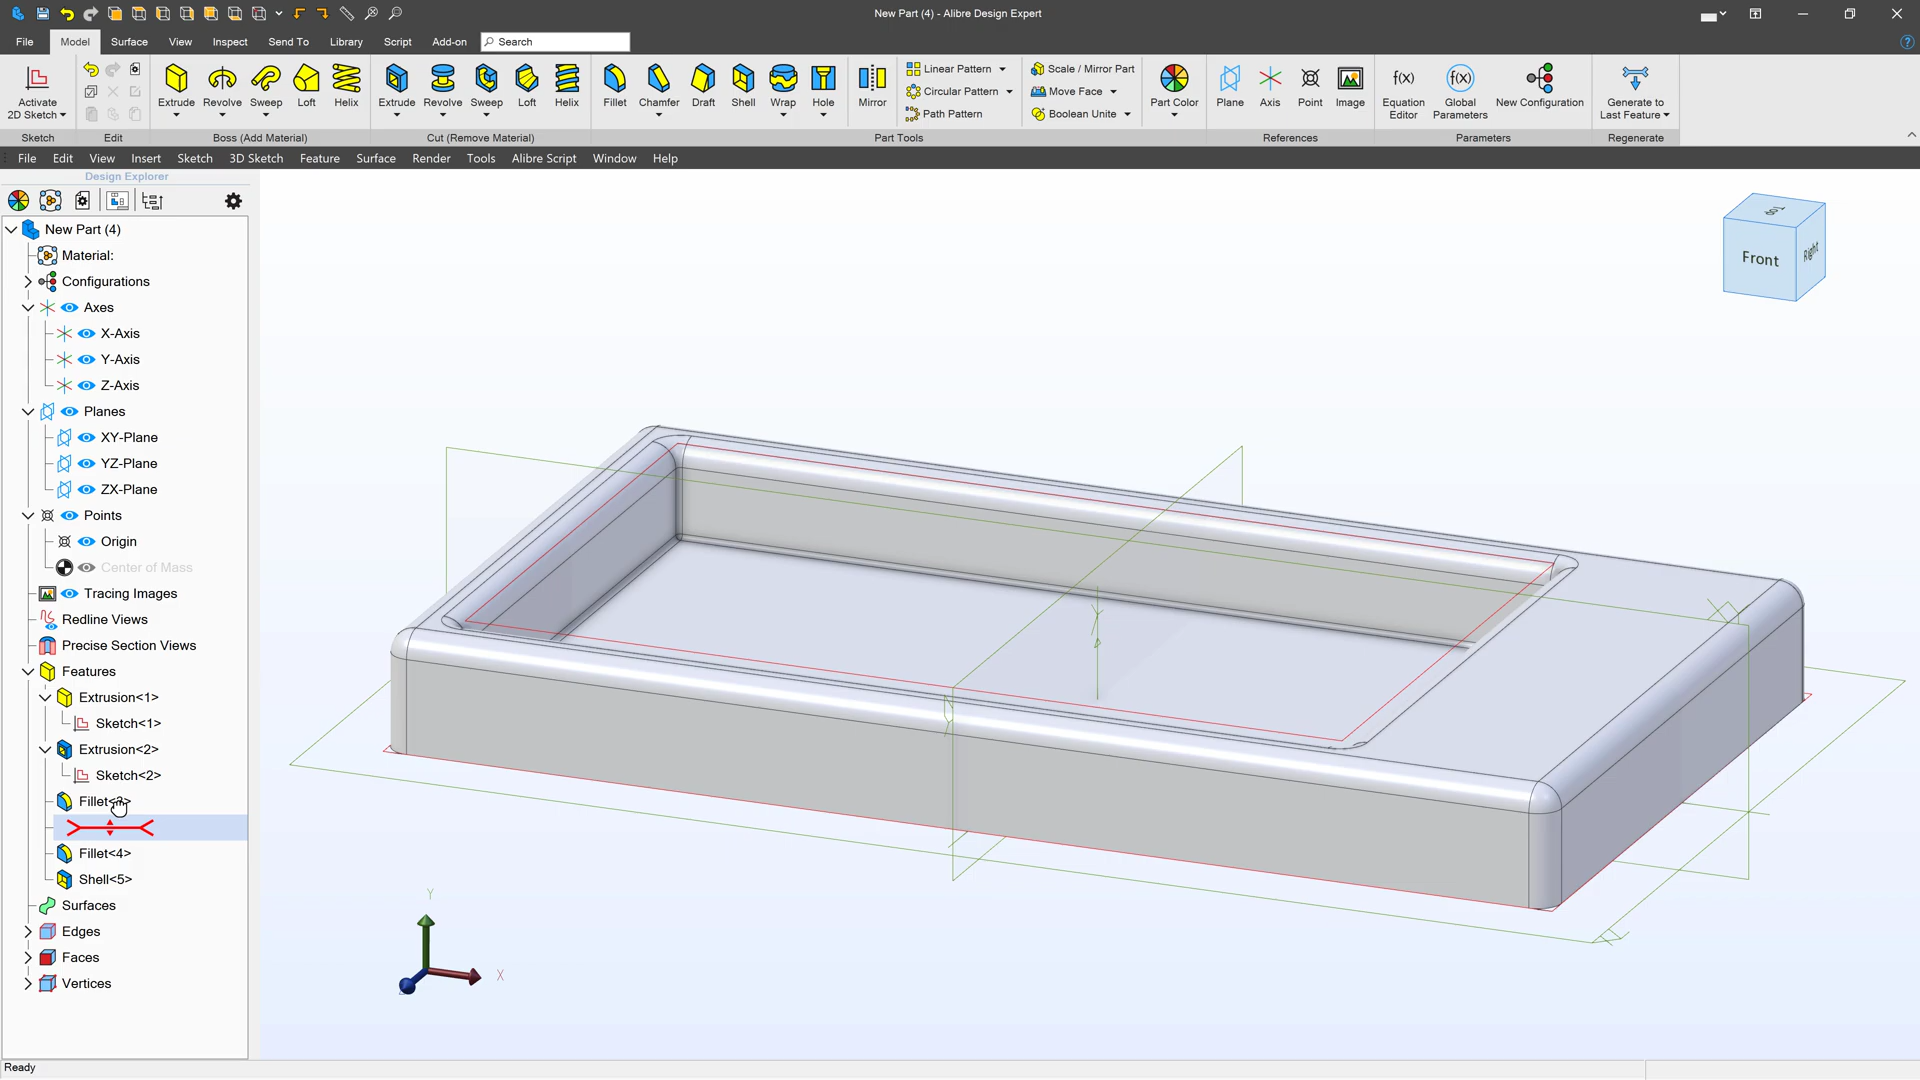 New Part (4) - Alibre Design Expert
File
Model
Surface
View
Inspect
Send To
Library
Script
Add-on
Search
Activate
2D Sketch
Sketch
Edit
Extrude
Revolve
Sweep
Loft
Helix
Boss (Add Material)
Extrude
Revolve
Sweep
Loft
Helix
Cut (Remove Material)
Fillet
Chamfer
Draft
Shell
Wrap
Hole
Mirror
Linear Pattern
Circular Pattern
Path Pattern
Scale / Mirror Part
Move Face
Boolean Unite
Part Tools
Part Color
Plane
Axis
Point
Image
References
Equation
Editor
Global
Parameters
New Configuration
Parameters
Generate to
Last Feature
Regenerate
File
Edit
View
Insert
Sketch
3D Sketch
Feature
Surface
Render
Tools
Alibre Script
Window
Help
Design Explorer
New Part (4)
Material:
Configurations
Axes
X-Axis
Y-Axis
Z-Axis
Planes
XY-Plane
YZ-Plane
ZX-Plane
Points
Origin
Center of Mass
Tracing Images
Redline Views
Precise Section Views
Features
Extrusion<1>
Sketch<1>
Extrusion<2>
Sketch<2>
Fillet<3>
Fillet<4>
Shell<5>
Surfaces
Edges
Faces
Vertices
Top
Front
Right
Y
X
Ready